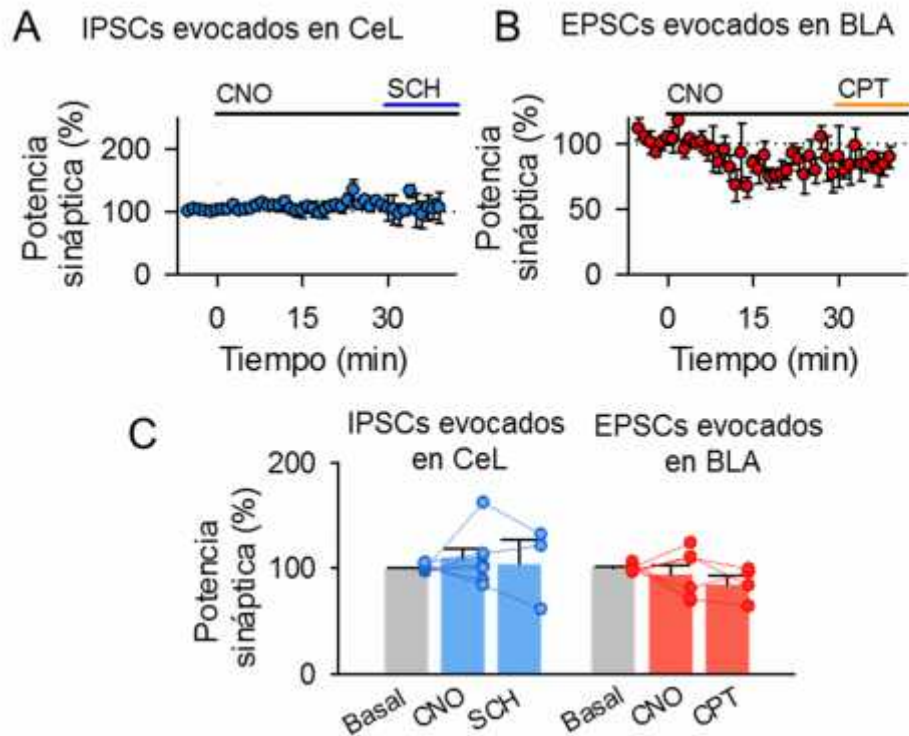 A
IPSCs evocados en CeL
CNO
SCH
Potencia
sináptica (%)
200
100
0
0
15
30
Tiempo (min)
B
EPSCs evocados en BLA
CNO
CPT
Potencia
sináptica (%)
100
50
0
0
15
30
Tiempo (min)
C
IPSCs evocados
en CeL
EPSCs evocados
en BLA
Potencia
sináptica (%)
200
100
0
Basal
CNO
SCH
Basal
CNO
CPT